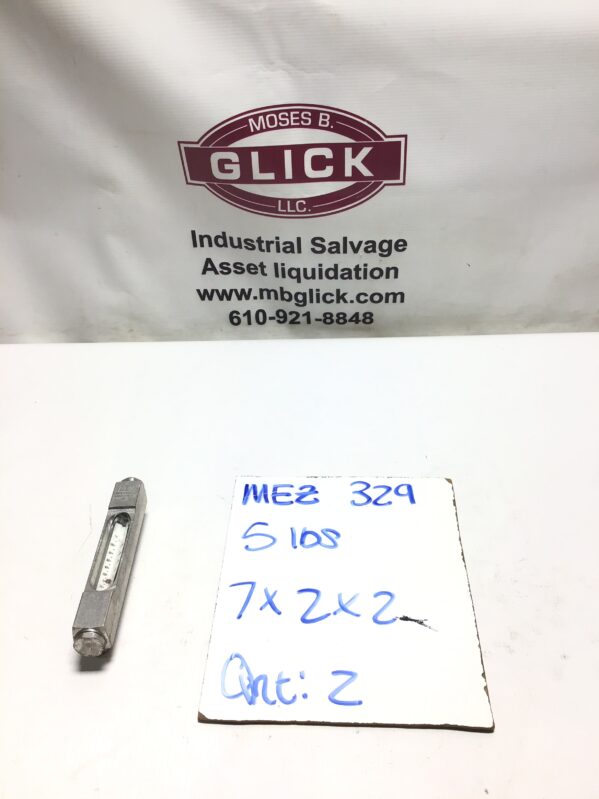 MOSES B.
GLICK
LLC.
Industrial Salvage
Asset liquidation
www.mbglick.com
610-921-8848
MEZ 329
5 lbs
7x2x2
Qnt: 2